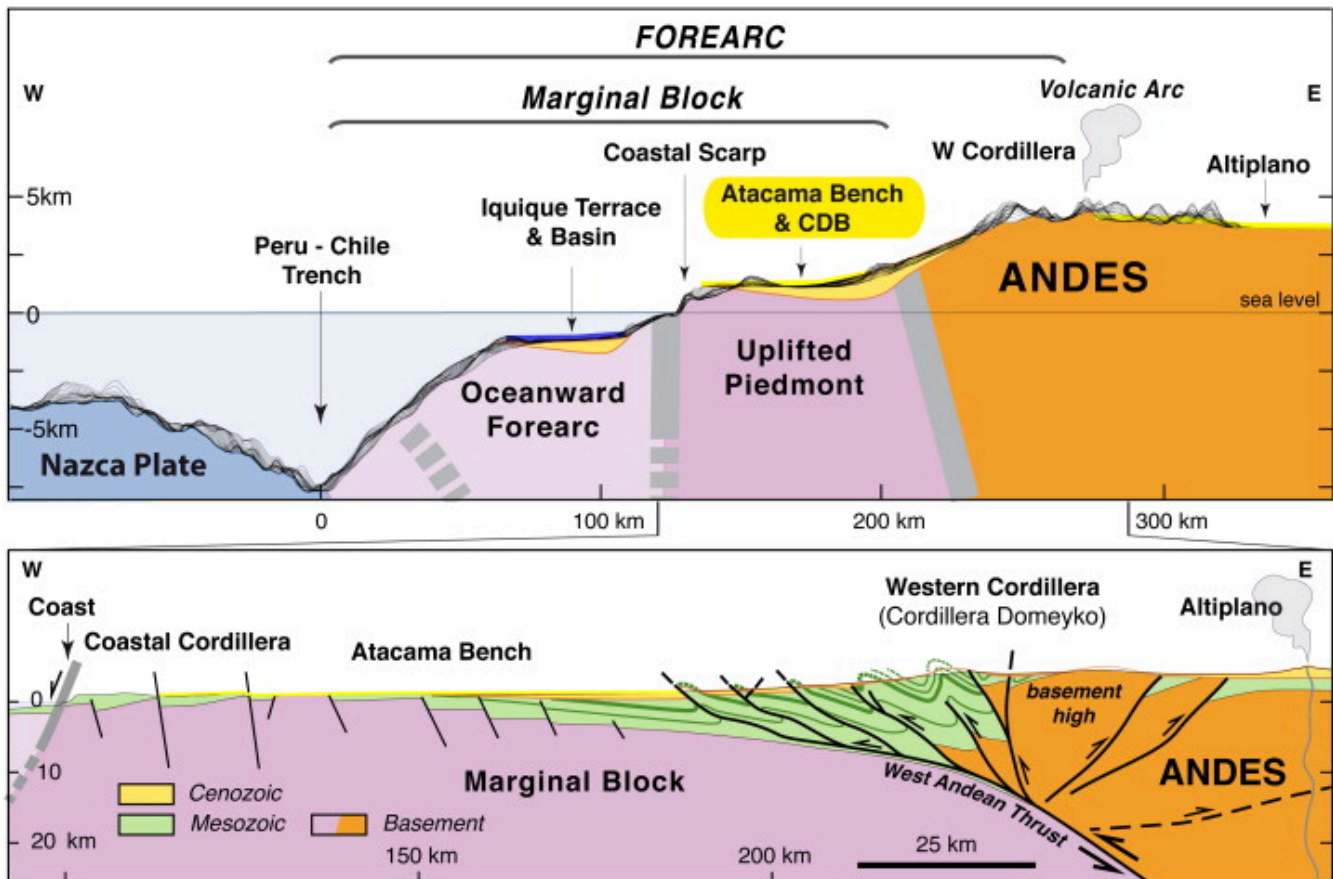 FOREARC
W
Marginal Block
Volcanic Arc
E
Coastal Scarp
W Cordillera
Altiplano
5km
Iquique Terrace
& Basin
Atacama Bench
& CDB
Peru - Chile
Trench
ANDES
0
sea level
Uplifted
Piedmont
Oceanward
Forearc
-5km
Nazca Plate
0
100 km
200 km
300 km
W
E
Western Cordillera
(Cordillera Domeyko)
Altiplano
Coast
Coastal Cordillera
Atacama Bench
0
basement
high
10
Marginal Block
West Andean Thrust
ANDES
Cenozoic
Mesozoic
Basement
20 km
150 km
200 km
25 km